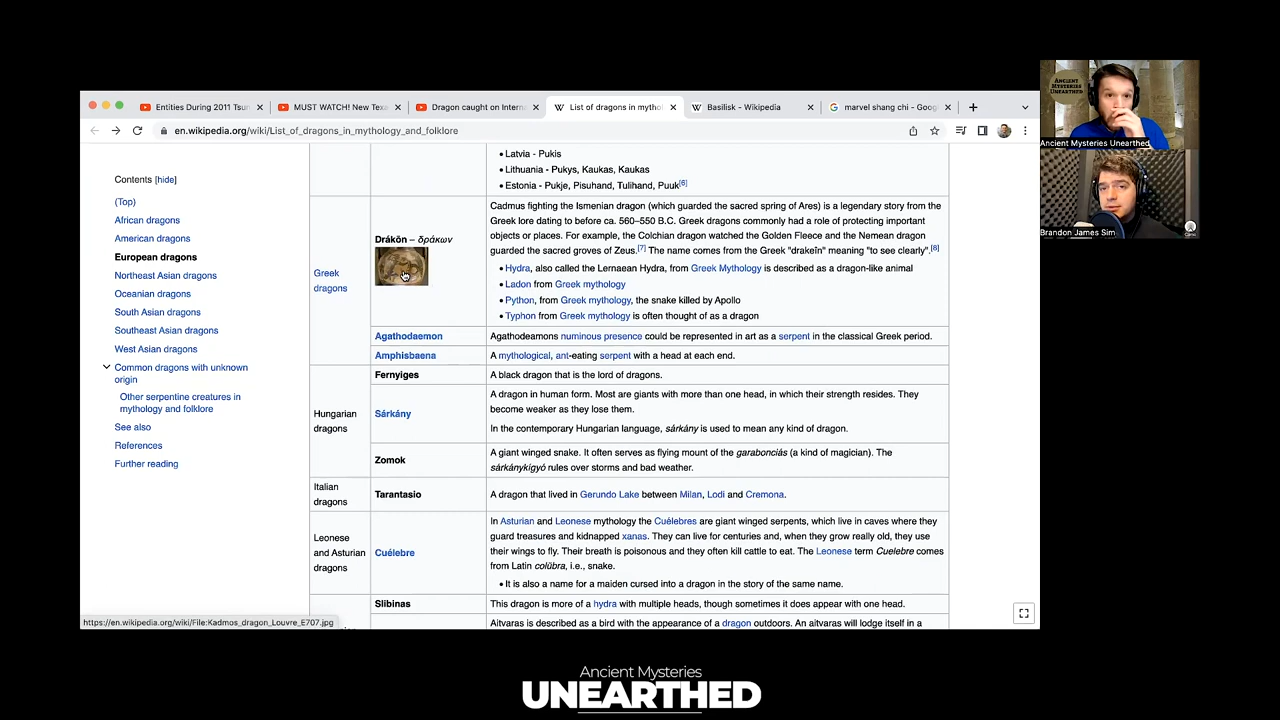 Entities During 2011 Tsun
MUST WATCH! New Texa
Dragon caught on Intern
List of dragons in mytho
Basilisk - Wikipedia
marvel shang chi - Goog
en.wikipedia.org/wiki/List_of_dragons_in_mythology_and_folklore
Contents [hide]
(Top)
African dragons
American dragons
European dragons
Northeast Asian dragons
Oceanian dragons
South Asian dragons
Southeast Asian dragons
West Asian dragons
Common dragons with unknown
origin
Other serpentine creatures in
mythology and folklore
See also
References
Further reading
• Latvia - Pukis
• Lithuania - Pukys, Kaukas, Kaukas
• Estonia - Pukje, Pisuhand, Tulihand, Puuk[6]
Greek
dragons
Drákōn – δράκων
Cadmus fighting the Ismenian dragon (which guarded the sacred spring of Ares) is a legendary story from the
Greek lore dating to before ca. 560–550 B.C. Greek dragons commonly had a role of protecting important
objects or places. For example, the Colchian dragon watched the Golden Fleece and the Nemean dragon
guarded the sacred groves of Zeus.[7] The name comes from the Greek "drakeîn" meaning "to see clearly".[8]
• Hydra, also called the Lernaean Hydra, from Greek Mythology is described as a dragon-like animal
• Ladon from Greek mythology
• Python, from Greek mythology, the snake killed by Apollo
• Typhon from Greek mythology is often thought of as a dragon
Agathodaemon
Agathodeamons numinous presence could be represented in art as a serpent in the classical Greek period.
Amphisbaena
A mythological, ant-eating serpent with a head at each end.
Hungarian
dragons
Fernyiges
A black dragon that is the lord of dragons.
Sárkány
A dragon in human form. Most are giants with more than one head, in which their strength resides. They
become weaker as they lose them.
In the contemporary Hungarian language, sárkány is used to mean any kind of dragon.
Zomok
A giant winged snake. It often serves as flying mount of the garabonciás (a kind of magician). The
sárkánykígyó rules over storms and bad weather.
Italian
dragons
Tarantasio
A dragon that lived in Gerundo Lake between Milan, Lodi and Cremona.
Leonese
and Asturian
dragons
Cuélebre
In Asturian and Leonese mythology the Cuélebres are giant winged serpents, which live in caves where they
guard treasures and kidnapped xanas. They can live for centuries and, when they grow really old, they use
their wings to fly. Their breath is poisonous and they often kill cattle to eat. The Leonese term Cuelebre comes
from Latin colŭbra, i.e., snake.
• It is also a name for a maiden cursed into a dragon in the story of the same name.
Slibinas
This dragon is more of a hydra with multiple heads, though sometimes it does appear with one head.
Aitvaras is described as a bird with the appearance of a dragon outdoors. An aitvaras will lodge itself in a
https://en.wikipedia.org/wiki/File:Kadmos_dragon_Louvre_E707.jpg
ANCIENT
MYSTERIES
UNEARTHED
Ancient Mysteries Unearthed
Brandon James Sim
Ancient Mysteries
UNEARTHED